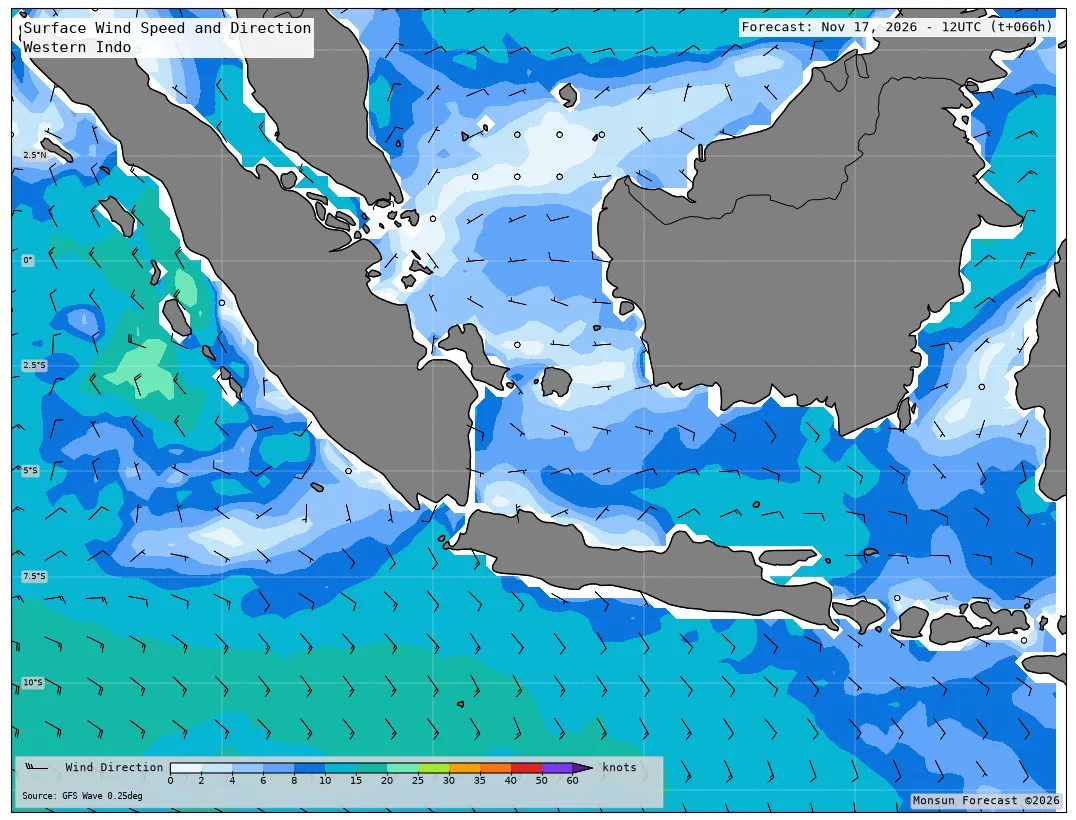 Surface Wind Speed and Direction
Western Indo
Forecast: Nov 17, 2026 - 12UTC (t+066h)
2.5°N
0°
2.5°S
5°S
7.5°S
10°S
Wind Direction
knots
0 2 4 6 8 10 15 20 25 30 40 50 60
Source: GFS Wave 0.25deg
Monsun Forecast ©2026